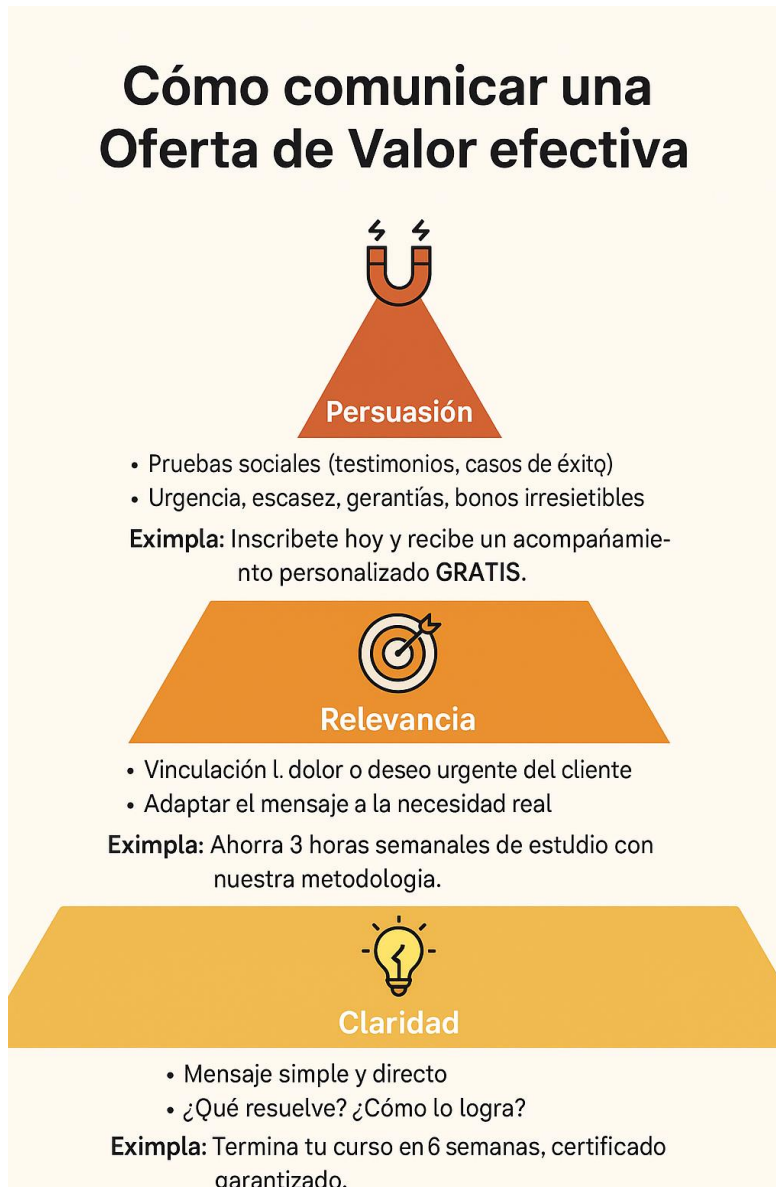 Cómo comunicar una
Oferta de Valor efectiva
Persuasión
• Pruebas sociales (testimonios, casos de éxitọ)
• Urgencia, escasez, gerantías, bonos irresietibles
Eximpla: Inscribete hoy y recibe un acompańamie-
nto personalizado GRATIS.
Relevancia
• Vinculación l. dolor o deseo urgente del cliente
• Adaptar el mensaje a la necesidad real
Eximpla: Ahorra 3 horas semanales de estudio con
nuestra metodologia.
Claridad
• Mensaje simple y directo
• ¿Qué resuelve? ¿Cómo lo logra?
Eximpla: Termina tu curso en 6 semanas, certificado
garantizado.